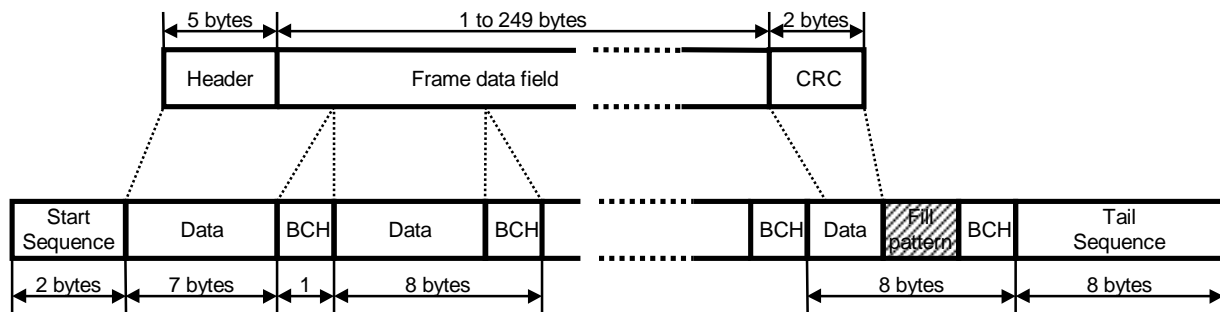 5 bytes
1 to 249 bytes
2 bytes
Header
Frame data field
CRC
Start
Sequence
Data
BCH
Data
BCH
BCH
Data
Fill
pattern
BCH
Tail
Sequence
2 bytes
7 bytes
1
8 bytes
8 bytes
8 bytes